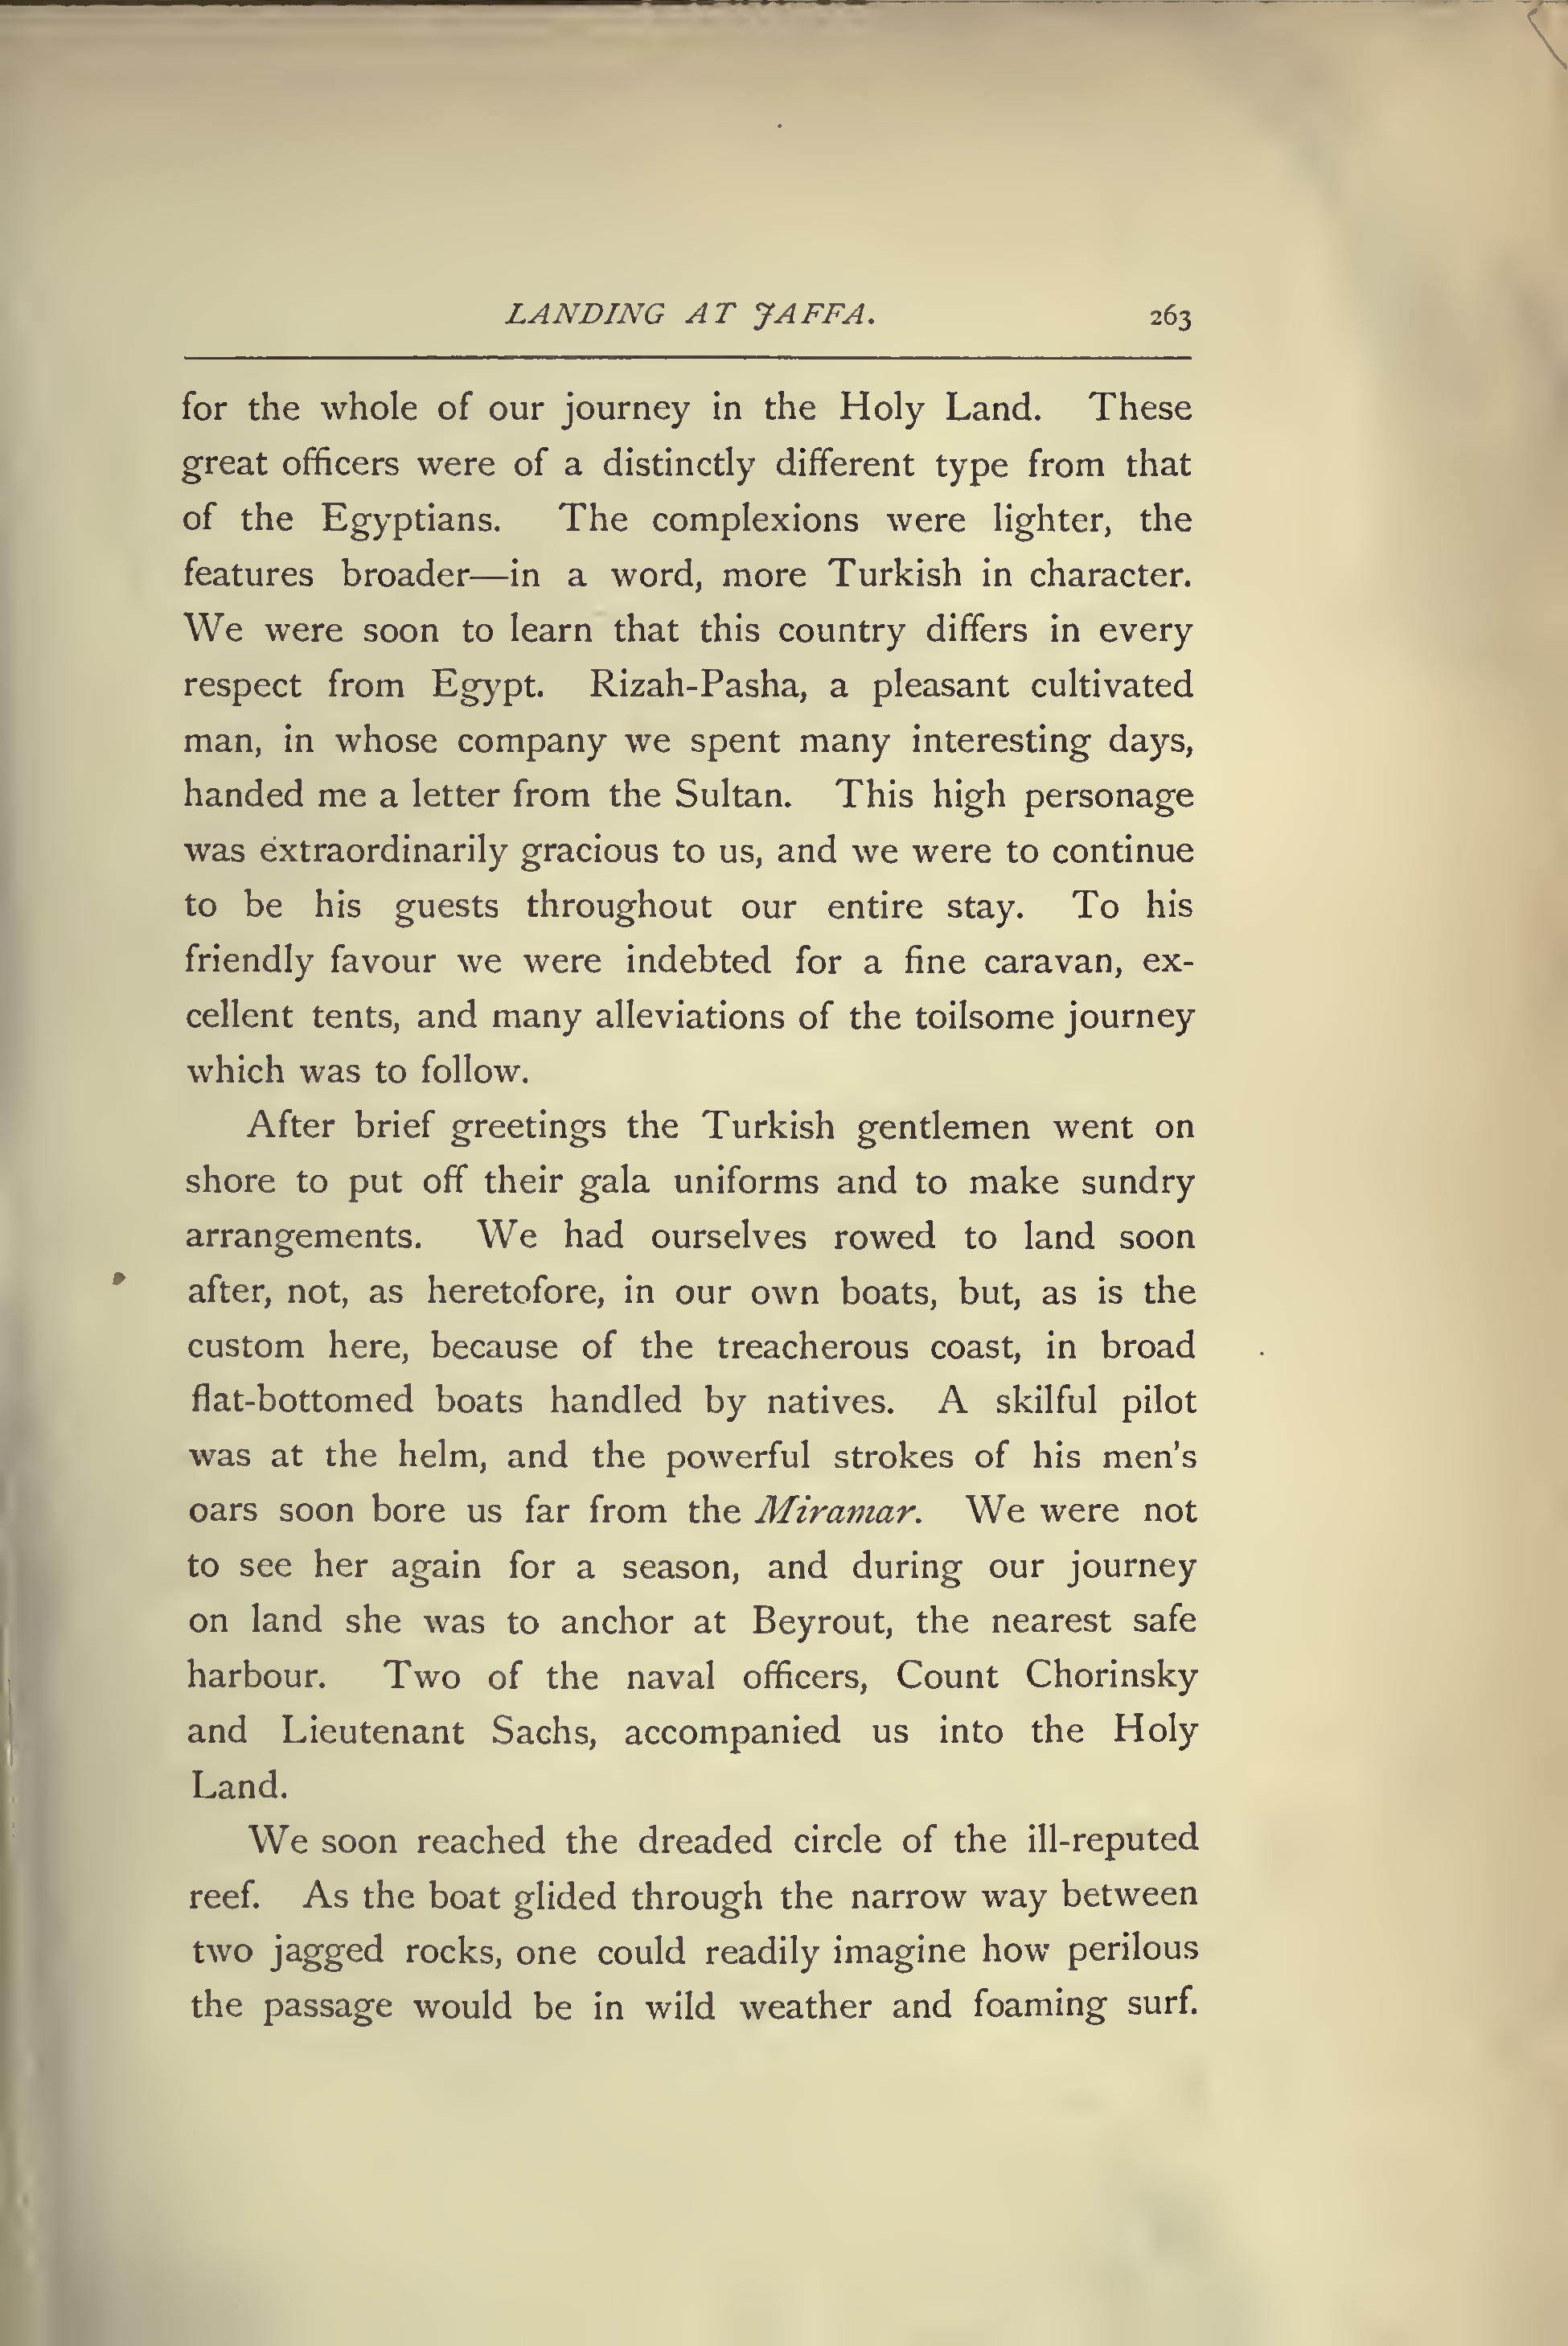 LANDING AT JAFFA. 263
for the whole of our journey in the Holy Land. These
great officers were of a distinctly different type from that
of the Egyptians. The complexions were lighter, the
features broader—in a word, more Turkish in character.
We were soon to learn that this country differs in every
respect from Egypt. Rizah-Pasha, a pleasant cultivated
man, in whose company we spent many interesting days,
handed me a letter from the Sultan. This high personage
was extraordinarily gracious to us, and we were to continue
to be his guests throughout our entire stay. To his
friendly favour we were indebted for a fine caravan, ex-
cellent tents, and many alleviations of the toilsome journey
which was to follow.
After brief greetings the Turkish gentlemen went on
shore to put off their gala uniforms and to make sundry
arrangements. We had ourselves rowed to land soon
after, not, as heretofore, in our own boats, but, as is the
custom here, because of the treacherous coast, in broad
flat-bottomed boats handled by natives. A skilful pilot
was at the helm, and the powerful strokes of his men's
oars soon bore us far from the Miramar. We were not
to see her again for a season, and during our journey
on land she was to anchor at Beyrout, the nearest safe
harbour. Two of the naval officers, Count Chorinsky
and Lieutenant Sachs, accompanied us into the Holy
Land.
We soon reached the dreaded circle of the ill-reputed
reef. As the boat glided through the narrow way between
two jagged rocks, one could readily imagine how perilous
the passage would be in wild weather and foaming surf.